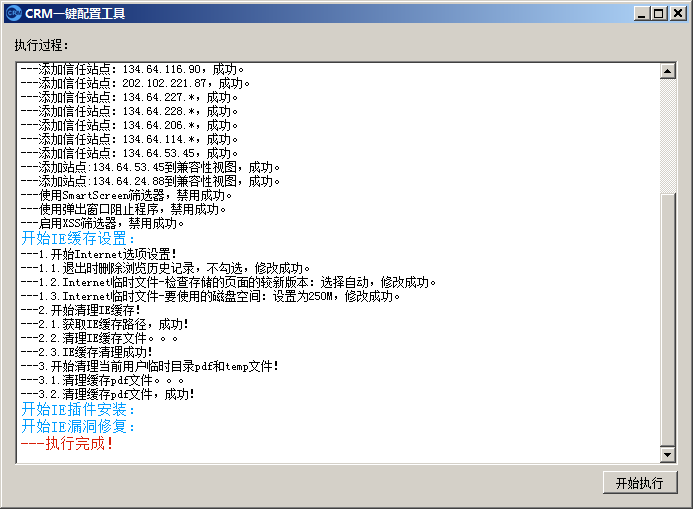 CRM CRM一键配置工具
执行过程:
---添加信任站点: 134.64.116.90, 成功。
---添加信任站点: 202.102.221.87, 成功。
---添加信任站点: 134.64.227.*, 成功。
---添加信任站点: 134.64.228.*, 成功。
---添加信任站点: 134.64.206.*, 成功。
---添加信任站点: 134.64.114.*, 成功。
---添加信任站点: 134.64.53.45, 成功。
---添加站点:134.64.53.45到兼容性视图, 成功。
---添加站点:134.64.24.88到兼容性视图, 成功。
---使用SmartScreen筛选器, 禁用成功。
---使用弹出窗口阻止程序, 禁用成功。
---启用XSS筛选器, 禁用成功。
开始IE缓存设置:
---1.开始Internet选项设置!
---1.1.退出时删除浏览历史记录, 不勾选, 修改成功。
---1.2.Internet临时文件-检查存储的页面的较新版本: 选择自动, 修改成功。
---1.3.Internet临时文件-要使用的磁盘空间: 设置为250M, 修改成功。
---2.开始清理IE缓存!
---2.1.获取IE缓存路径, 成功!
---2.2.清理IE缓存文件。。。
---2.3.IE缓存清理成功!
---3.开始清理当前用户临时目录pdf和temp文件!
---3.1.清理缓存pdf文件。。。
---3.2.清理缓存pdf文件, 成功!
开始IE插件安装:
开始IE漏洞修复:
---执行完成!
开始执行